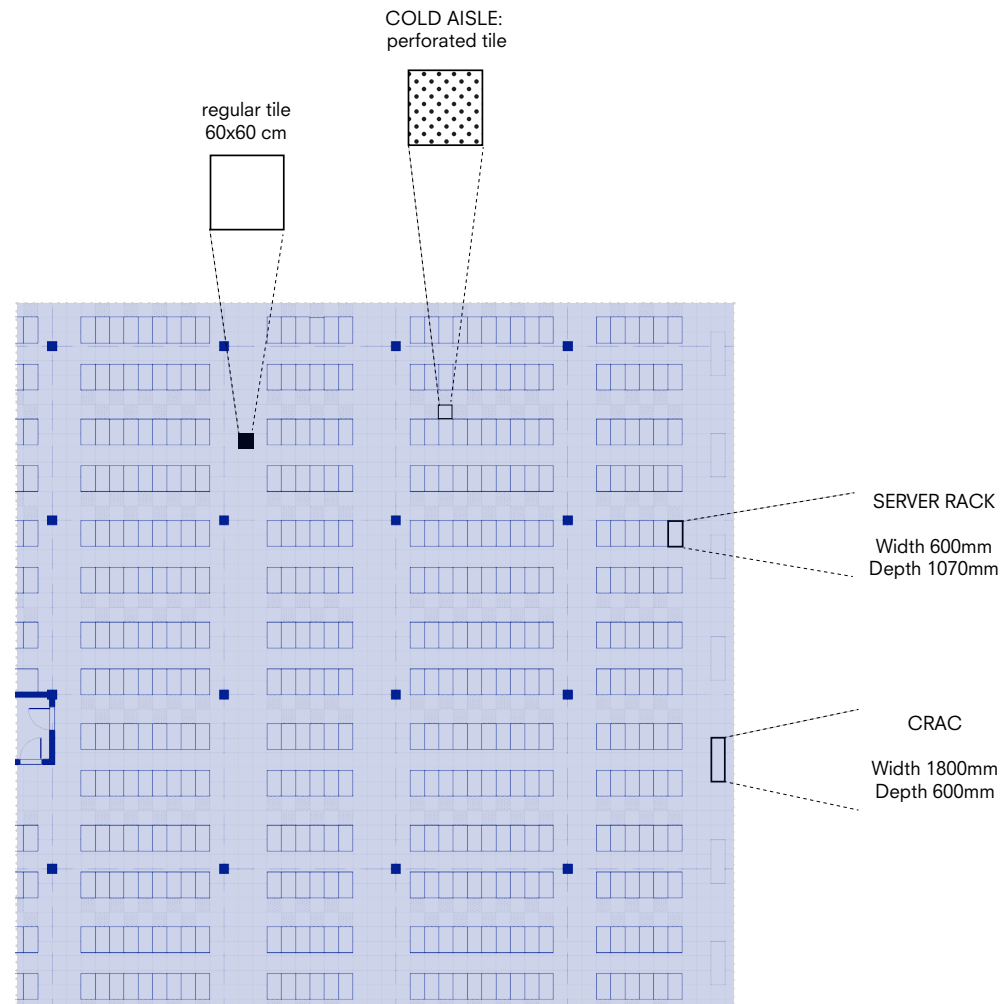 COLD AISLE:
perforated tile
regular tile
60x60 cm
SERVER RACK
Width 600mm
Depth 1070mm
CRAC
Width 1800mm
Depth 600mm